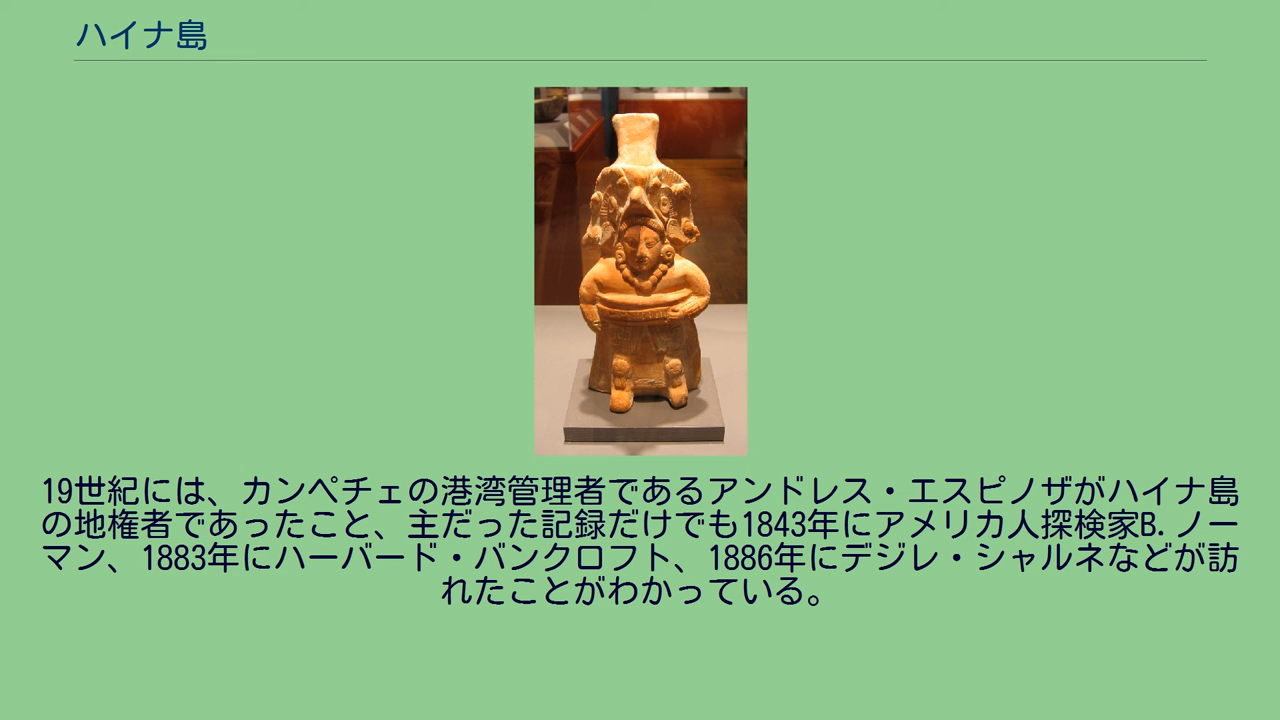 ハイナ島
19世紀には、カンペチェの港湾管理者であるアンドレス・エスピノザがハイナ島
の地権者であったこと、主だった記録だけでも1843年にアメリカ人探検家B.ノー
マン、1883年にハーバード・バンクロフト、1886年にデジレ・シャルネなどが訪
れたことがわかっている。